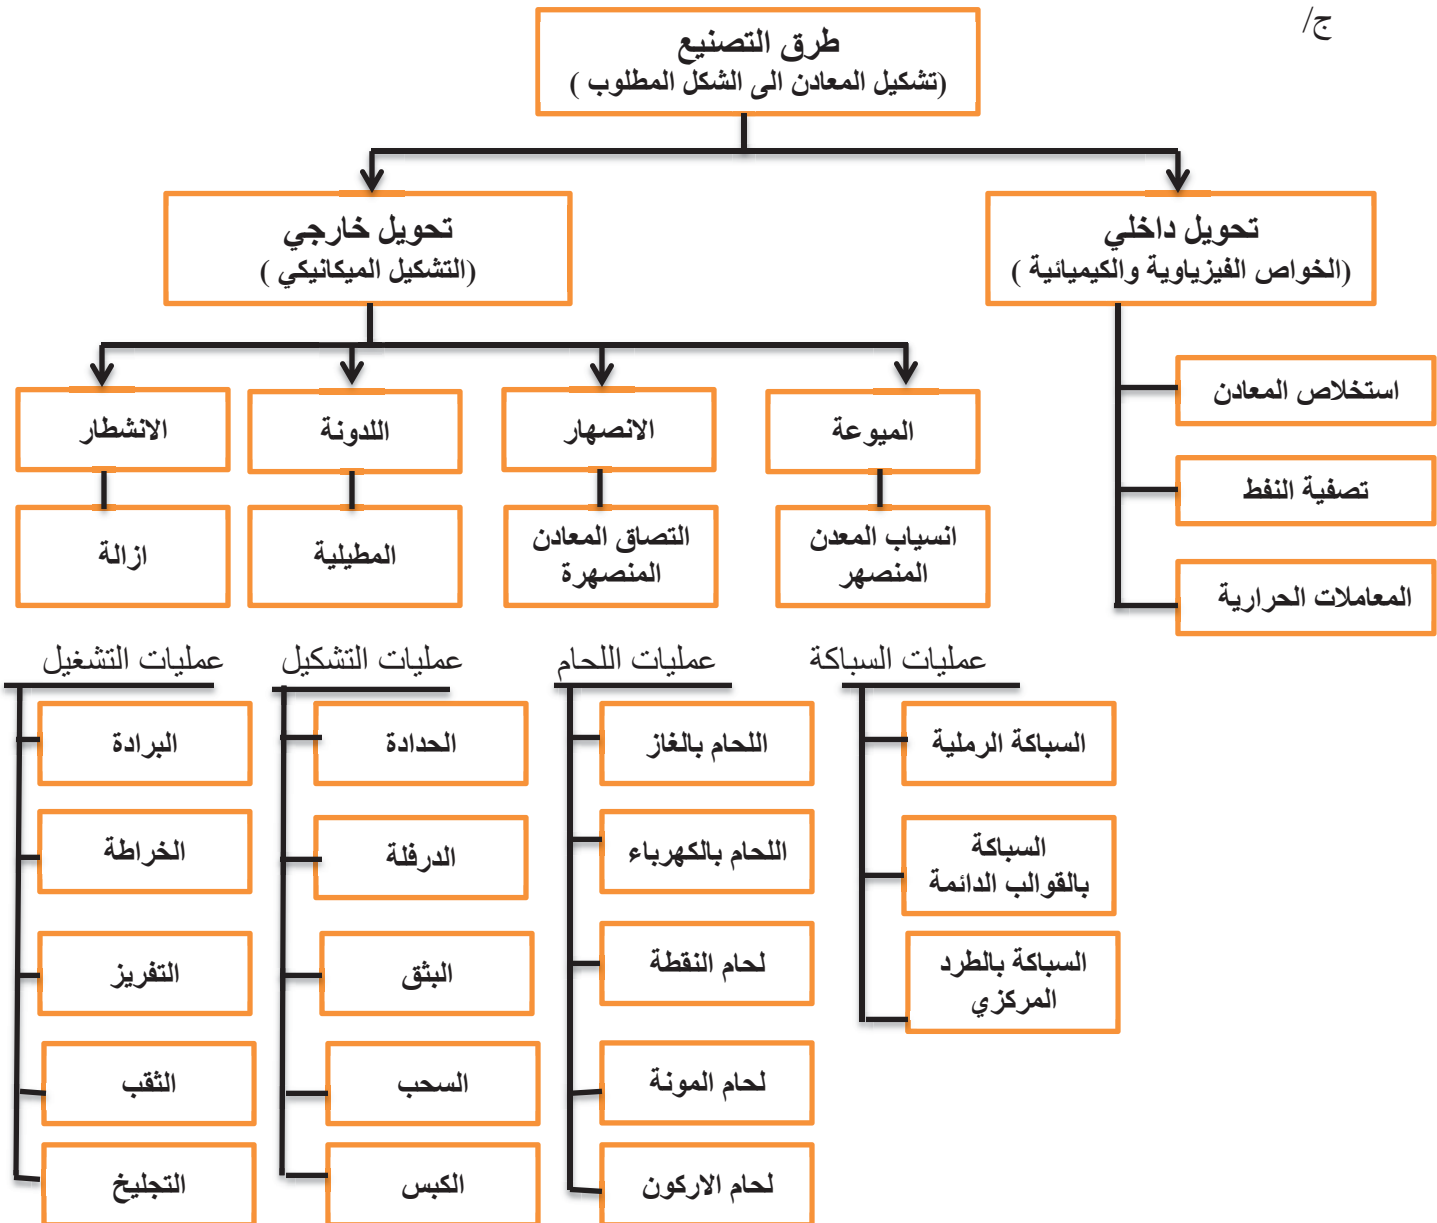 ج/
طرق التصنيع
(تشكيل المعادن الى الشكل المطلوب )
تحويل داخلي
(الخواص الفيزياوية والكيميائية )
تحويل خارجي
(التشكيل الميكانيكي )
استخلاص المعادن
تصفية النفط
المعاملات الحرارية
الميوعة
الانصهار
اللدونة
الانشطار
انسياب المعدن
المنصهر
التصاق المعادن
المنصهرة
المطيلية
ازالة
عمليات السباكة
السباكة الرملية
السباكة
بالقوالب الدائمة
السباكة بالطرد
المركزي
عمليات اللحام
اللحام بالغاز
اللحام بالكهرباء
لحام النقطة
لحام المونة
لحام الاركون
عمليات التشكيل
الحدادة
الدرفلة
البثق
السحب
الكبس
عمليات التشغيل
البرادة
الخراطة
التفريز
الثقب
التجليخ